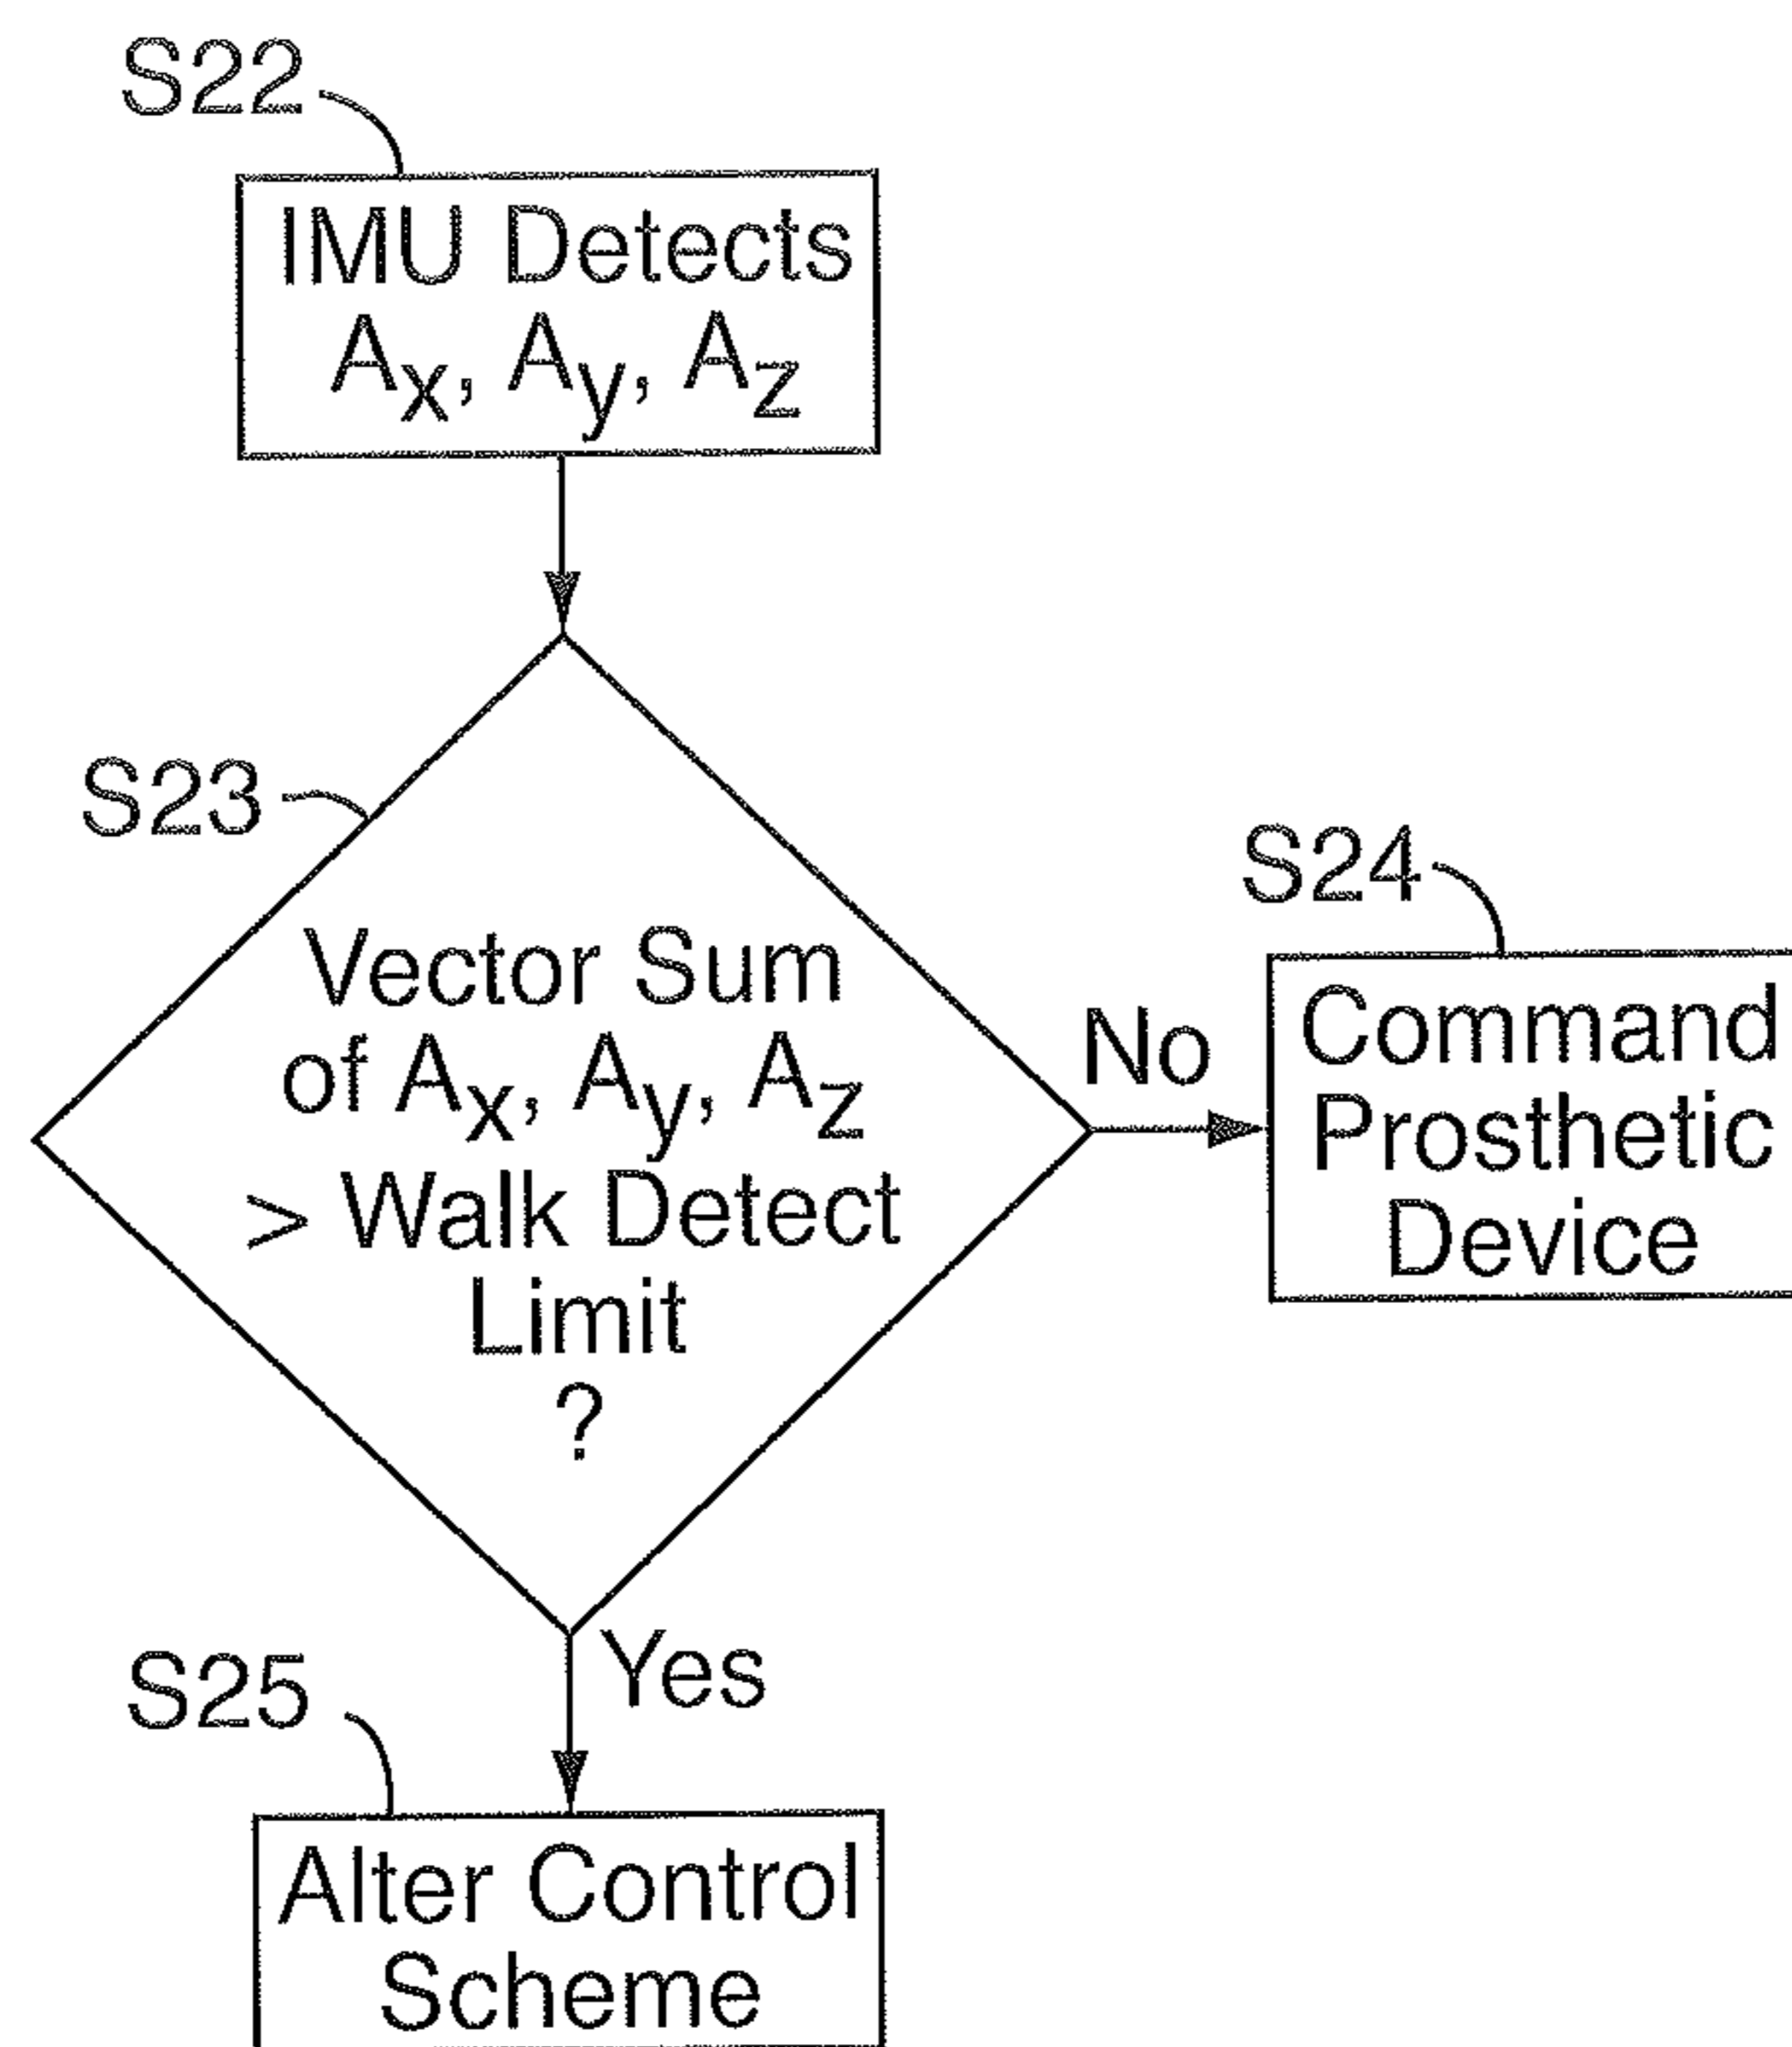 S22
IMU Detects
Ax, Ay, Az
S23
Vector Sum
of Ax, Ay, Az
> Walk Detect
Limit
?
No
S24
Command
Prosthetic
Device
Yes
S25
Alter Control
Scheme